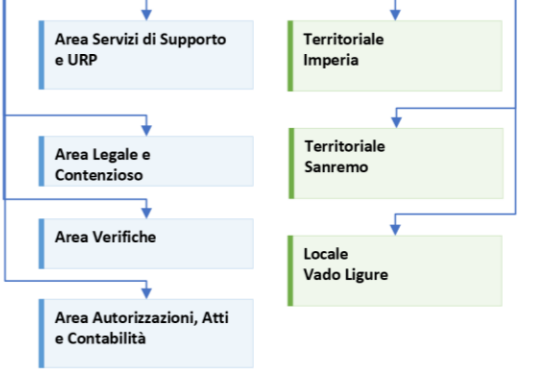 Area Servizi di Supporto
e URP
Area Legale e
Contenzioso
Area Verifiche
Area Autorizzazioni, Atti
e Contabilità
Territoriale
Imperia
Territoriale
Sanremo
Locale
Vado Ligure